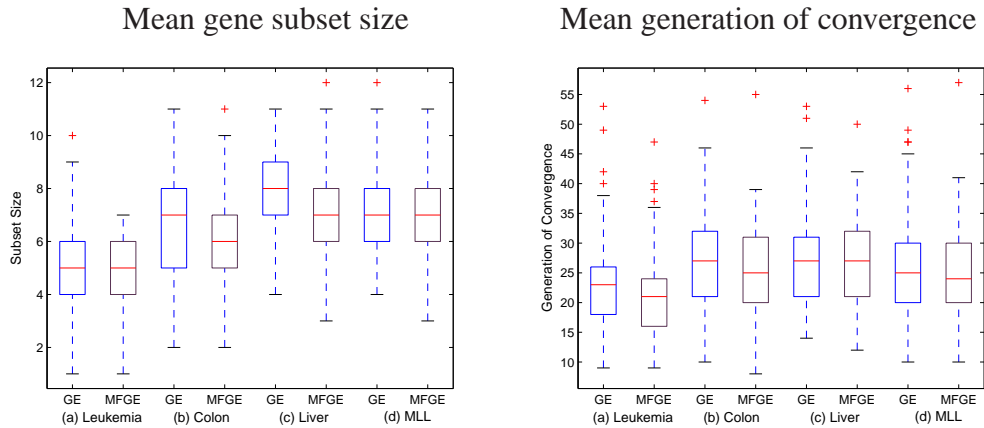 Mean gene subset size
Subset Size
12
10
8
6
4
2
GE MFGE GE MFGE GE MFGE GE MFGE
(a) Leukemia (b) Colon (c) Liver (d) MLL
Mean generation of convergence
Generation of Convergence
55
50
45
40
35
30
25
20
15
10
GE MFGE GE MFGE GE MFGE GE MFGE
(a) Leukemia (b) Colon (c) Liver (d) MLL